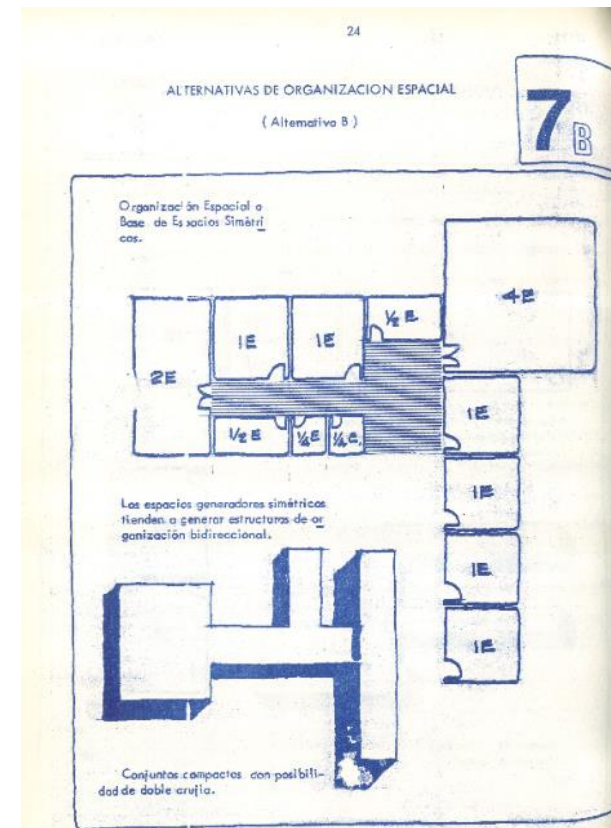 24
ALTERNATIVAS DE ORGANIZACION ESPACIAL
( Alternativa B )
7B
Organización Espacial a
Base de Espacios Simétri
cos.
4E
½ E
1E
1E
2E
1E
½ E
¼E
¼E.
1E
Los espacios generadores simétricos
tienden a generar estructuras de or
ganización bidireccional.
1E
1E
Conjuntos compactos con posibili-
dad de doble crujía.